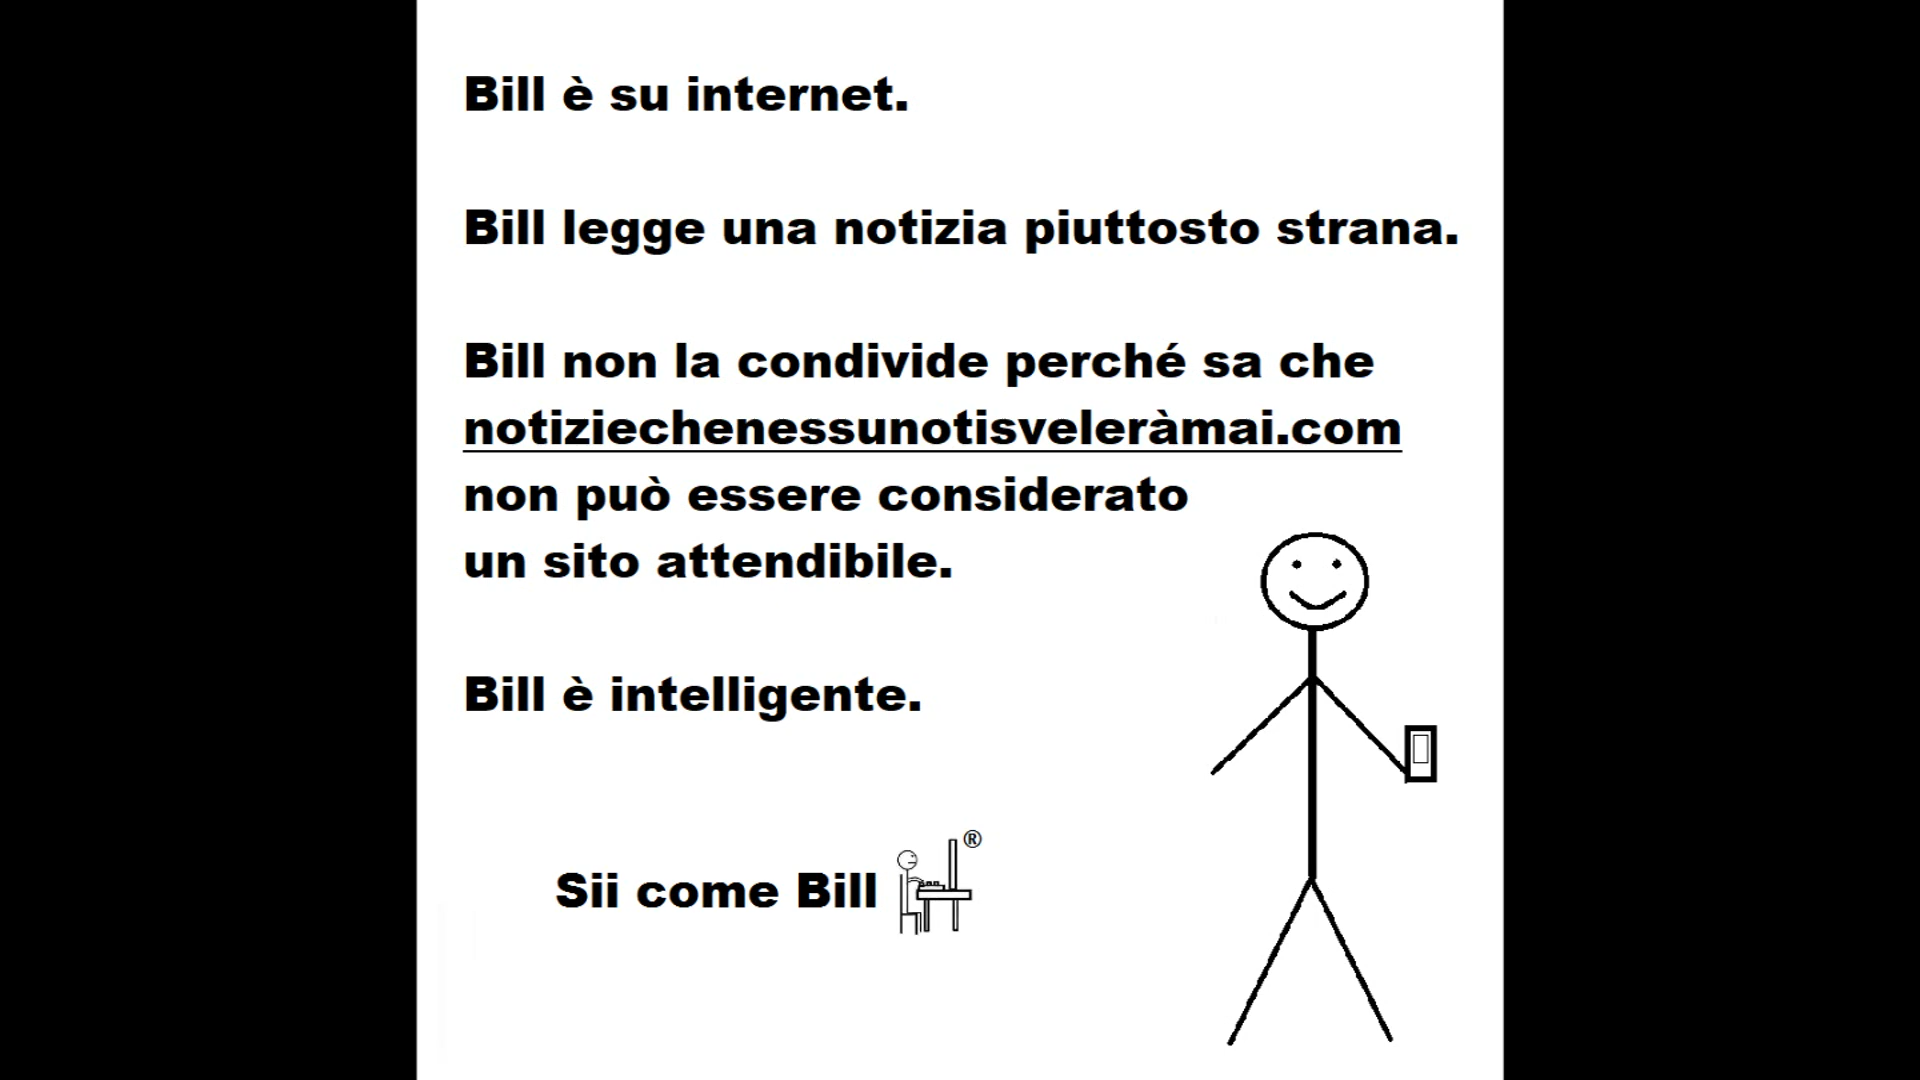 Bill è su internet.
Bill legge una notizia piuttosto strana.
Bill non la condivide perché sa che
notiziechenessunotisveleràmai.com
non può essere considerato
un sito attendibile.
Bill è intelligente.
Sii come Bill ®